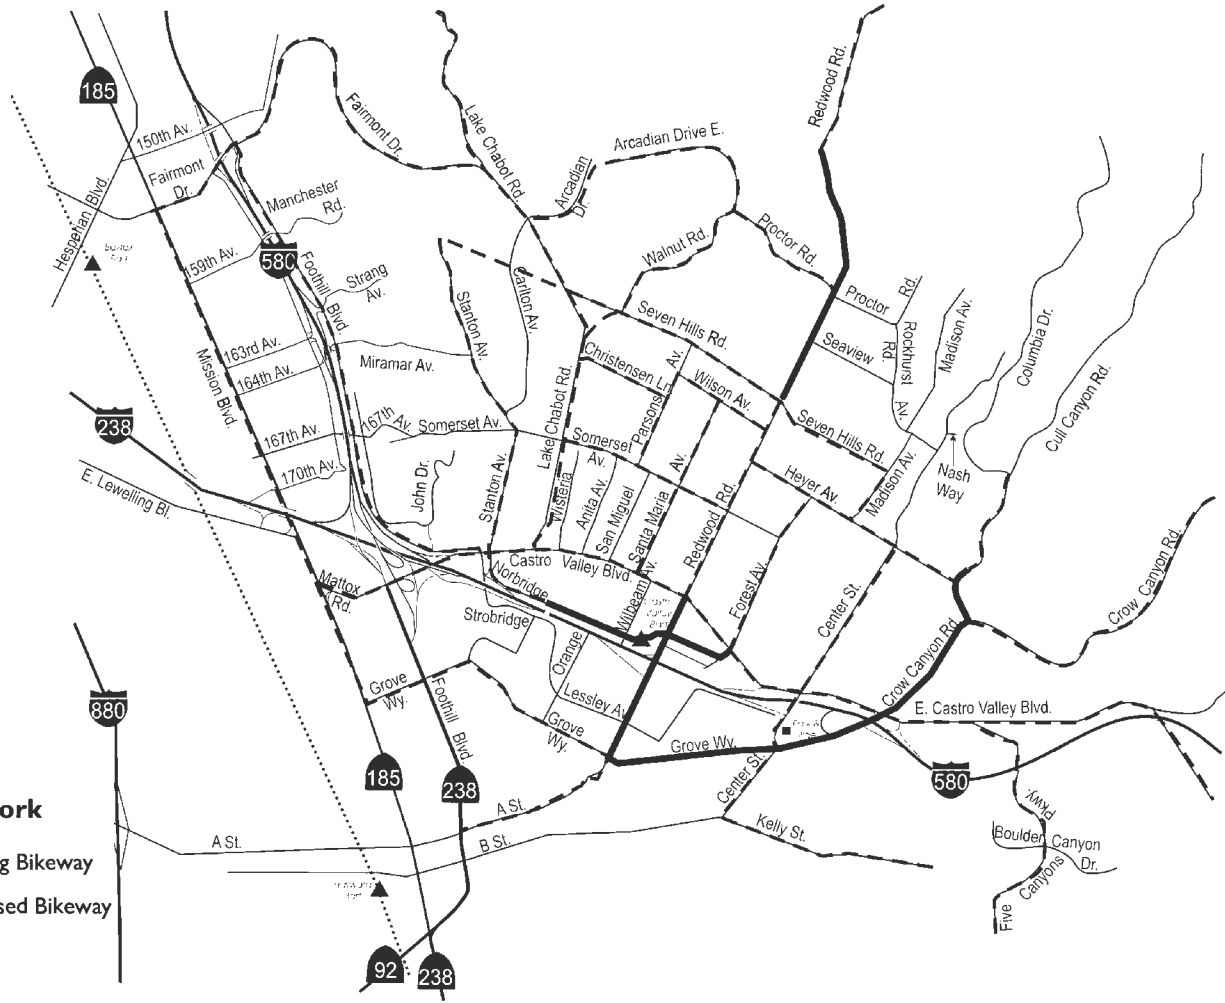 185
150th Av.
Fairmont
Dr.
Hesperian Blvd.
Manchester
Rd.
159th Av.
580
Foothill Blvd.
Strang
Av.
Fairmont Dr.
Lake Chabot Rd.
Arcadian
Dr.
Arcadian Drive E.
Redwood Rd.
Walnut Rd.
Proctor Rd.
Proctor
Rd.
Seaview
Rockhurst
Rd.
Av.
Madison Av.
Columbia Dr.
Cull Canyon Rd.
Carlton Av.
Stanton Av.
Seven Hills Rd.
Christensen Ln.
Parsons
Av.
Wilson Av.
Seven Hills Rd.
163rd Av.
164th Av.
Miramar Av.
Mission Blvd.
238
167th Av.
167th
Av.
Somerset Av.
Lake Chabot Rd.
Somerset
Av.
170th Av.
E. Lewelling Bl.
John Dr.
Stanton Av.
Wisteria
Anita Av.
San Miguel
Santa Maria
Av.
Redwood
Rd.
Heyer Av.
Madison Av.
Nash
Way
Castro
Valley Blvd.
Norbridge
Wilbeam Av.
Forest Av.
Center St.
Crow Canyon Rd.
Crow Canyon Rd.
Mattox
Rd.
Strobridge
Orange
Lessley Av.
Grove
Wy.
Grove
Wy.
Grove Wy.
Foothill
Blvd.
E. Castro Valley Blvd.
580
880
185
238
Center St.
A St.
A St.
B St.
Kelly St.
Pkwy.
Boulder
Canyon
Dr.
Canyons
Five
ork
g Bikeway
sed Bikeway
92
238